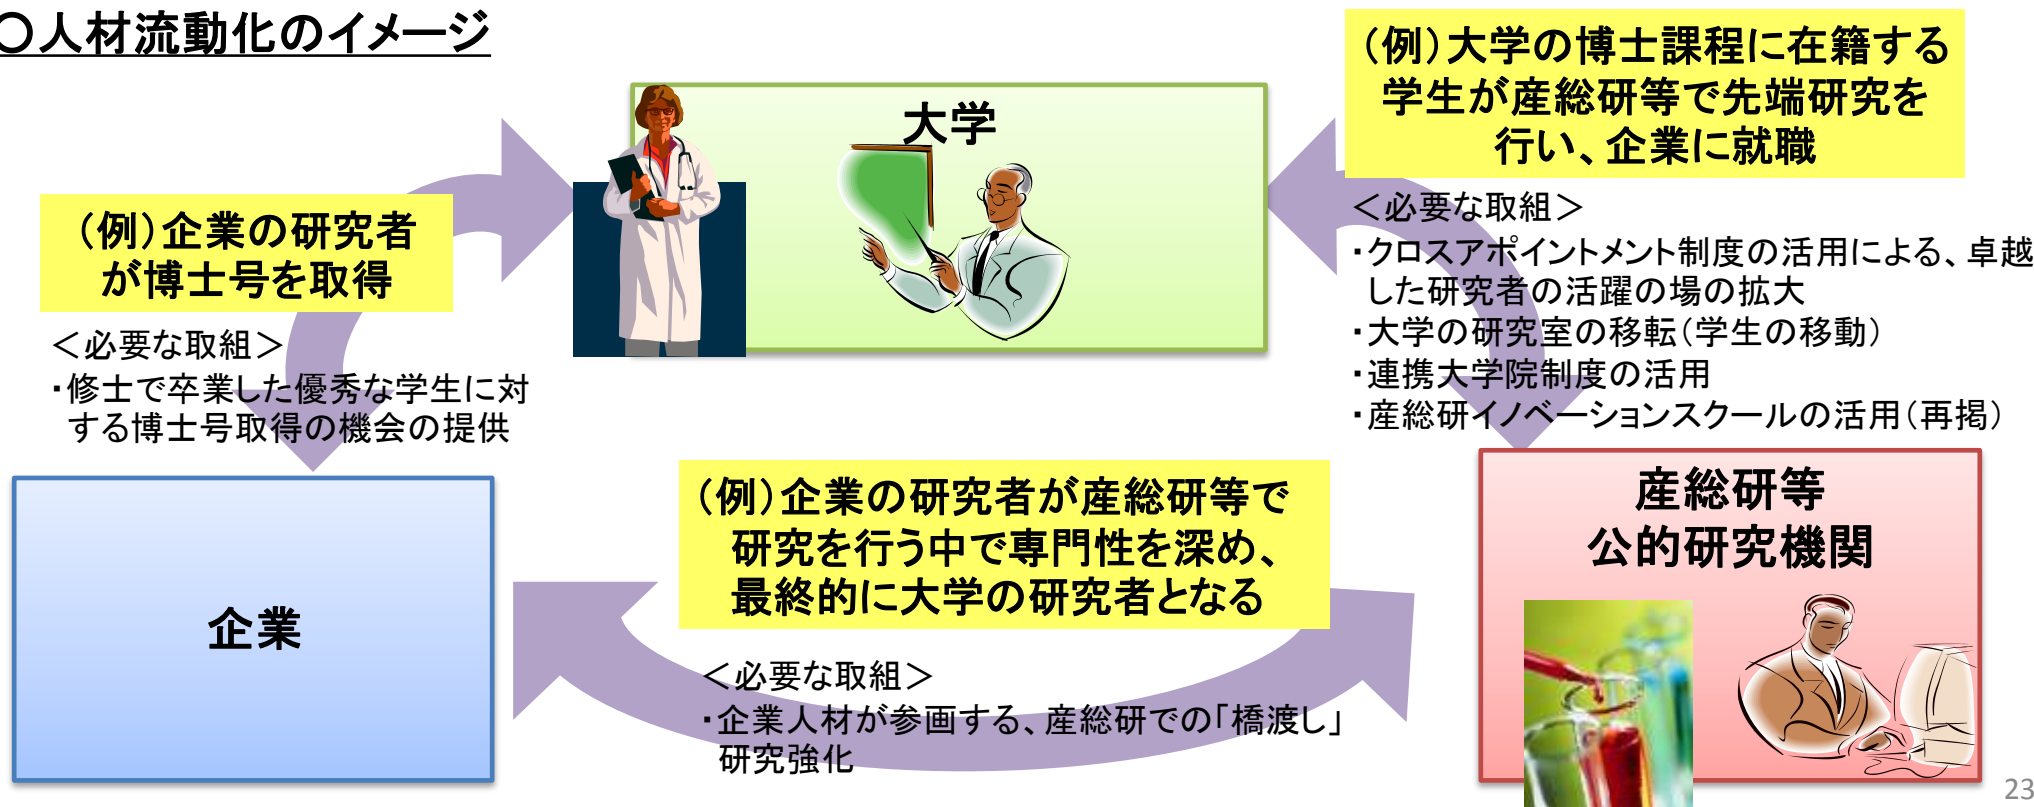 〇人材流動化のイメージ
大学
（例）企業の研究者
が博士号を取得
＜必要な取組＞
・修士で卒業した優秀な学生に対
する博士号取得の機会の提供
（例）大学の博士課程に在籍する
学生が産総研等で先端研究を
行い、企業に就職
＜必要な取組＞
・クロスアポイントメント制度の活用による、卓越
した研究者の活躍の場の拡大
・大学の研究室の移転（学生の移動）
・連携大学院制度の活用
・産総研イノベーションスクールの活用（再掲）
企業
（例）企業の研究者が産総研等で
研究を行う中で専門性を深め、
最終的に大学の研究者となる
＜必要な取組＞
・企業人材が参画する、産総研での「橋渡し」
研究強化
産総研等
公的研究機関
23